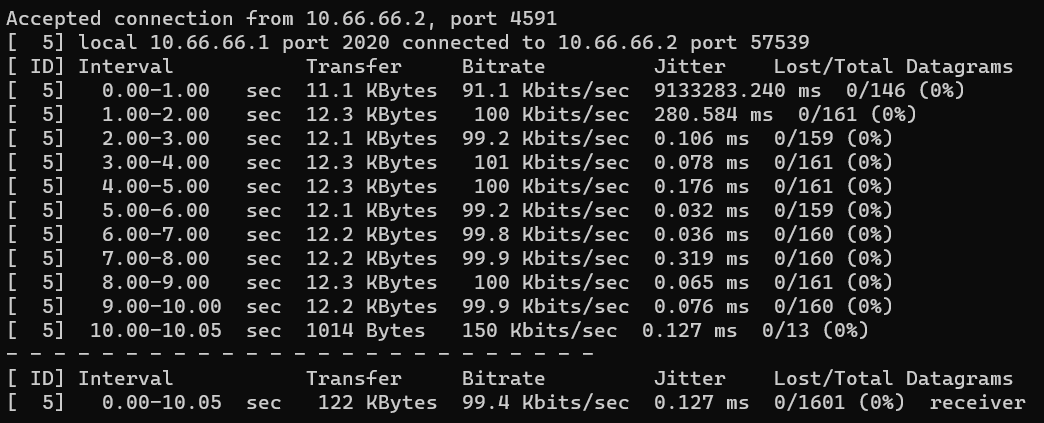 Accepted connection from 10.66.66.2, port 4591
[  5] local 10.66.66.1 port 2020 connected to 10.66.66.2 port 57539
[ ID] Interval           Transfer     Bitrate         Jitter    Lost/Total Datagrams
[  5]   0.00-1.00   sec  11.1 KBytes  91.1 Kbits/sec  9133283.240 ms  0/146 (0%)
[  5]   1.00-2.00   sec  12.3 KBytes   100 Kbits/sec  280.584 ms  0/161 (0%)
[  5]   2.00-3.00   sec  12.1 KBytes  99.2 Kbits/sec  0.106 ms  0/159 (0%)
[  5]   3.00-4.00   sec  12.3 KBytes   101 Kbits/sec  0.078 ms  0/161 (0%)
[  5]   4.00-5.00   sec  12.3 KBytes   100 Kbits/sec  0.176 ms  0/161 (0%)
[  5]   5.00-6.00   sec  12.1 KBytes  99.2 Kbits/sec  0.032 ms  0/159 (0%)
[  5]   6.00-7.00   sec  12.2 KBytes  99.8 Kbits/sec  0.036 ms  0/160 (0%)
[  5]   7.00-8.00   sec  12.2 KBytes  99.9 Kbits/sec  0.319 ms  0/160 (0%)
[  5]   8.00-9.00   sec  12.3 KBytes   100 Kbits/sec  0.065 ms  0/161 (0%)
[  5]   9.00-10.00  sec  12.2 KBytes  99.9 Kbits/sec  0.076 ms  0/160 (0%)
[  5]  10.00-10.05  sec  1014 Bytes   150 Kbits/sec  0.127 ms  0/13 (0%)
- - - - - - - - - - - - - - - - - - - - - - - - -
[ ID] Interval           Transfer     Bitrate         Jitter    Lost/Total Datagrams
[  5]   0.00-10.05  sec   122 KBytes  99.4 Kbits/sec  0.127 ms  0/1601 (0%)  receiver